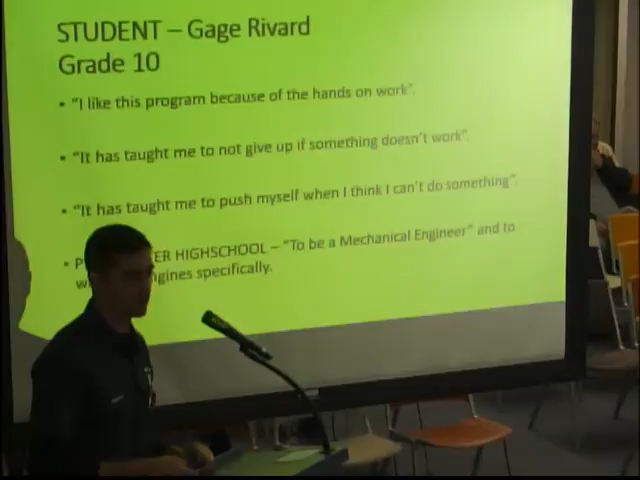 STUDENT – Gage Rivard
Grade 10
• "I like this program because of the hands on work".
• "It has taught me to not give up if something doesn't work".
• "It has taught me to push myself when I think I can't do something".
• HIGHSCHOOL – "To be a Mechanical Engineer" and to
specifically.